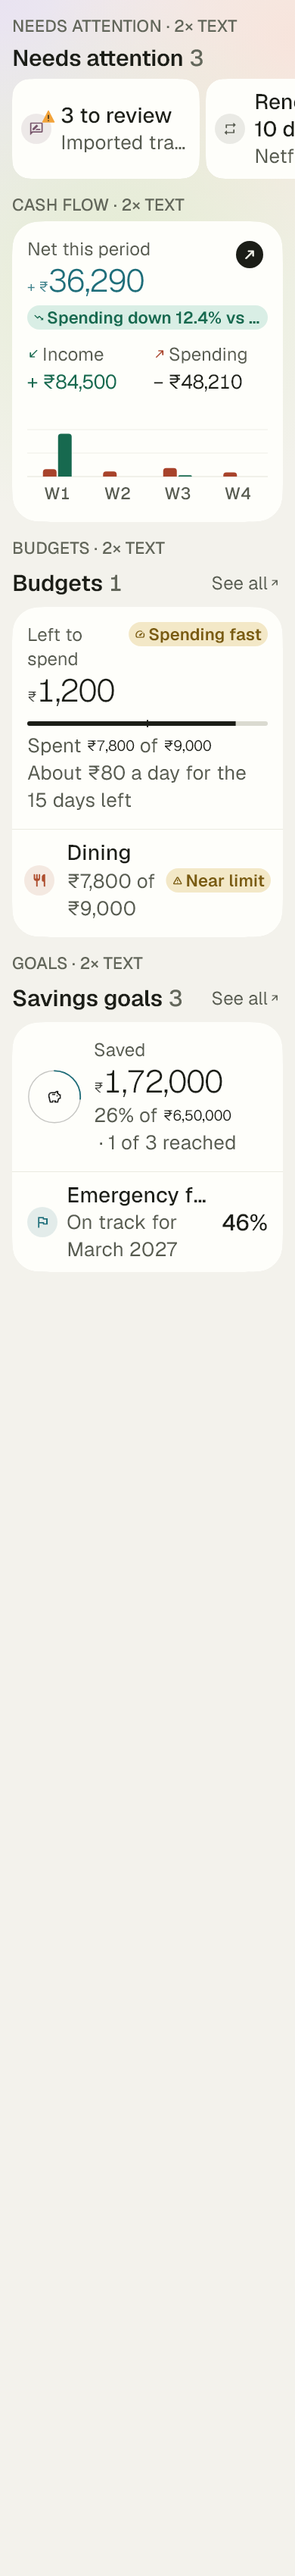 NEEDS ATTENTION · 2× TEXT
Needs attention 3
3 to review
Imported tra…
10 d
Netf
CASH FLOW · 2× TEXT
Net this period
+ ₹36,290
Spending down 12.4% vs …
Income
Spending
+ ₹84,500
− ₹48,210
W1 W2 W3 W4
BUDGETS · 2× TEXT
Budgets 1
See all
Left to
spend
Spending fast
₹1,200
Spent ₹7,800 of ₹9,000
About ₹80 a day for the
15 days left
Dining
₹7,800 of
₹9,000
Near limit
GOALS · 2× TEXT
Savings goals 3
See all
Saved
₹1,72,000
26% of ₹6,50,000
· 1 of 3 reached
Emergency f…
On track for
March 2027
46%